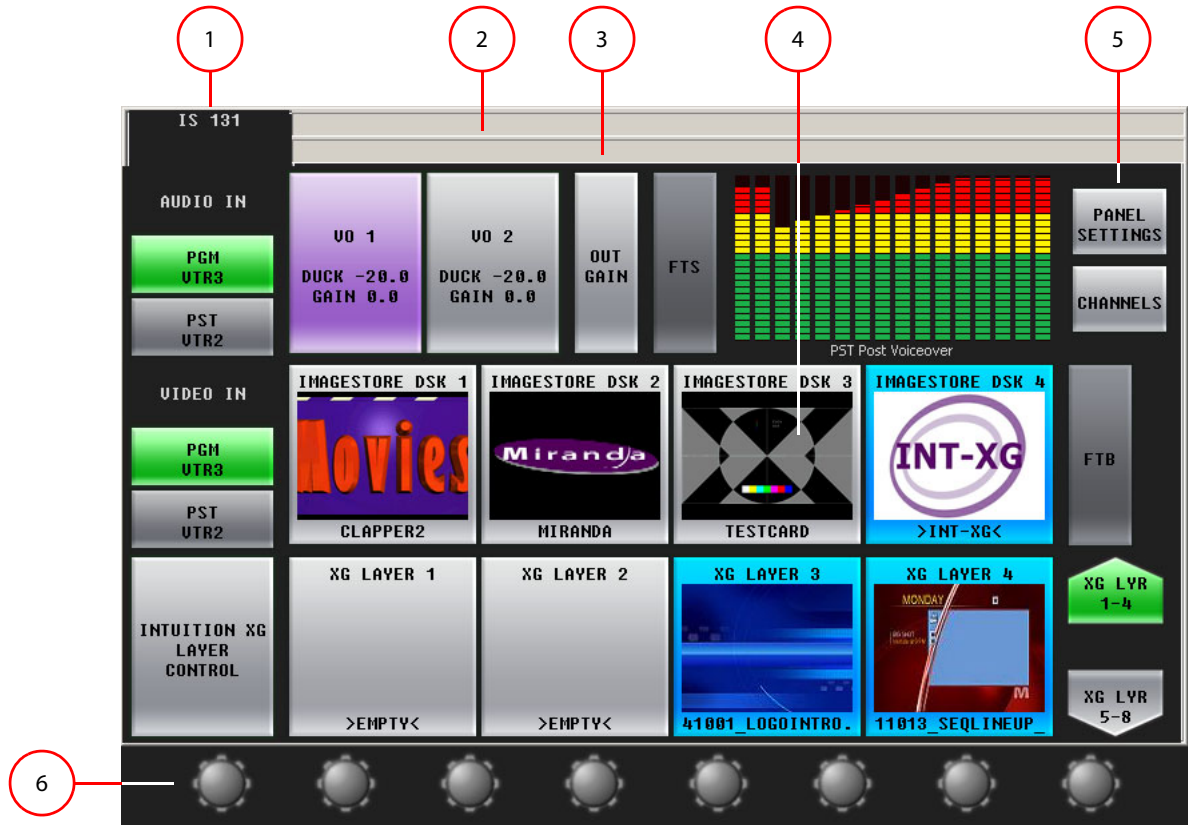 1
2
3
4
5
IS 131
AUDIO IN
PGM
VTR3
PST
VTR2
VO 1
DUCK -20.0
GAIN 0.0
VO 2
DUCK -20.0
GAIN 0.0
OUT
GAIN
FTS
PST Post Voiceover
PANEL
SETTINGS
CHANNELS
VIDEO IN
PGM
VTR3
PST
VTR2
IMAGESTORE DSK 1
Movies
CLAPPER2
IMAGESTORE DSK 2
Miranda
MIRANDA
IMAGESTORE DSK 3
TESTCARD
IMAGESTORE DSK 4
INT-XG
>INT-XG<
FTB
INTUITION XG
LAYER
CONTROL
XG LAYER 1
>EMPTY<
XG LAYER 2
>EMPTY<
XG LAYER 3
41001_LOGOINTRO.
XG LAYER 4
MONDAY
M
11013_SEQLINEUP_
XG LYR
1-4
XG LYR
5-8
6